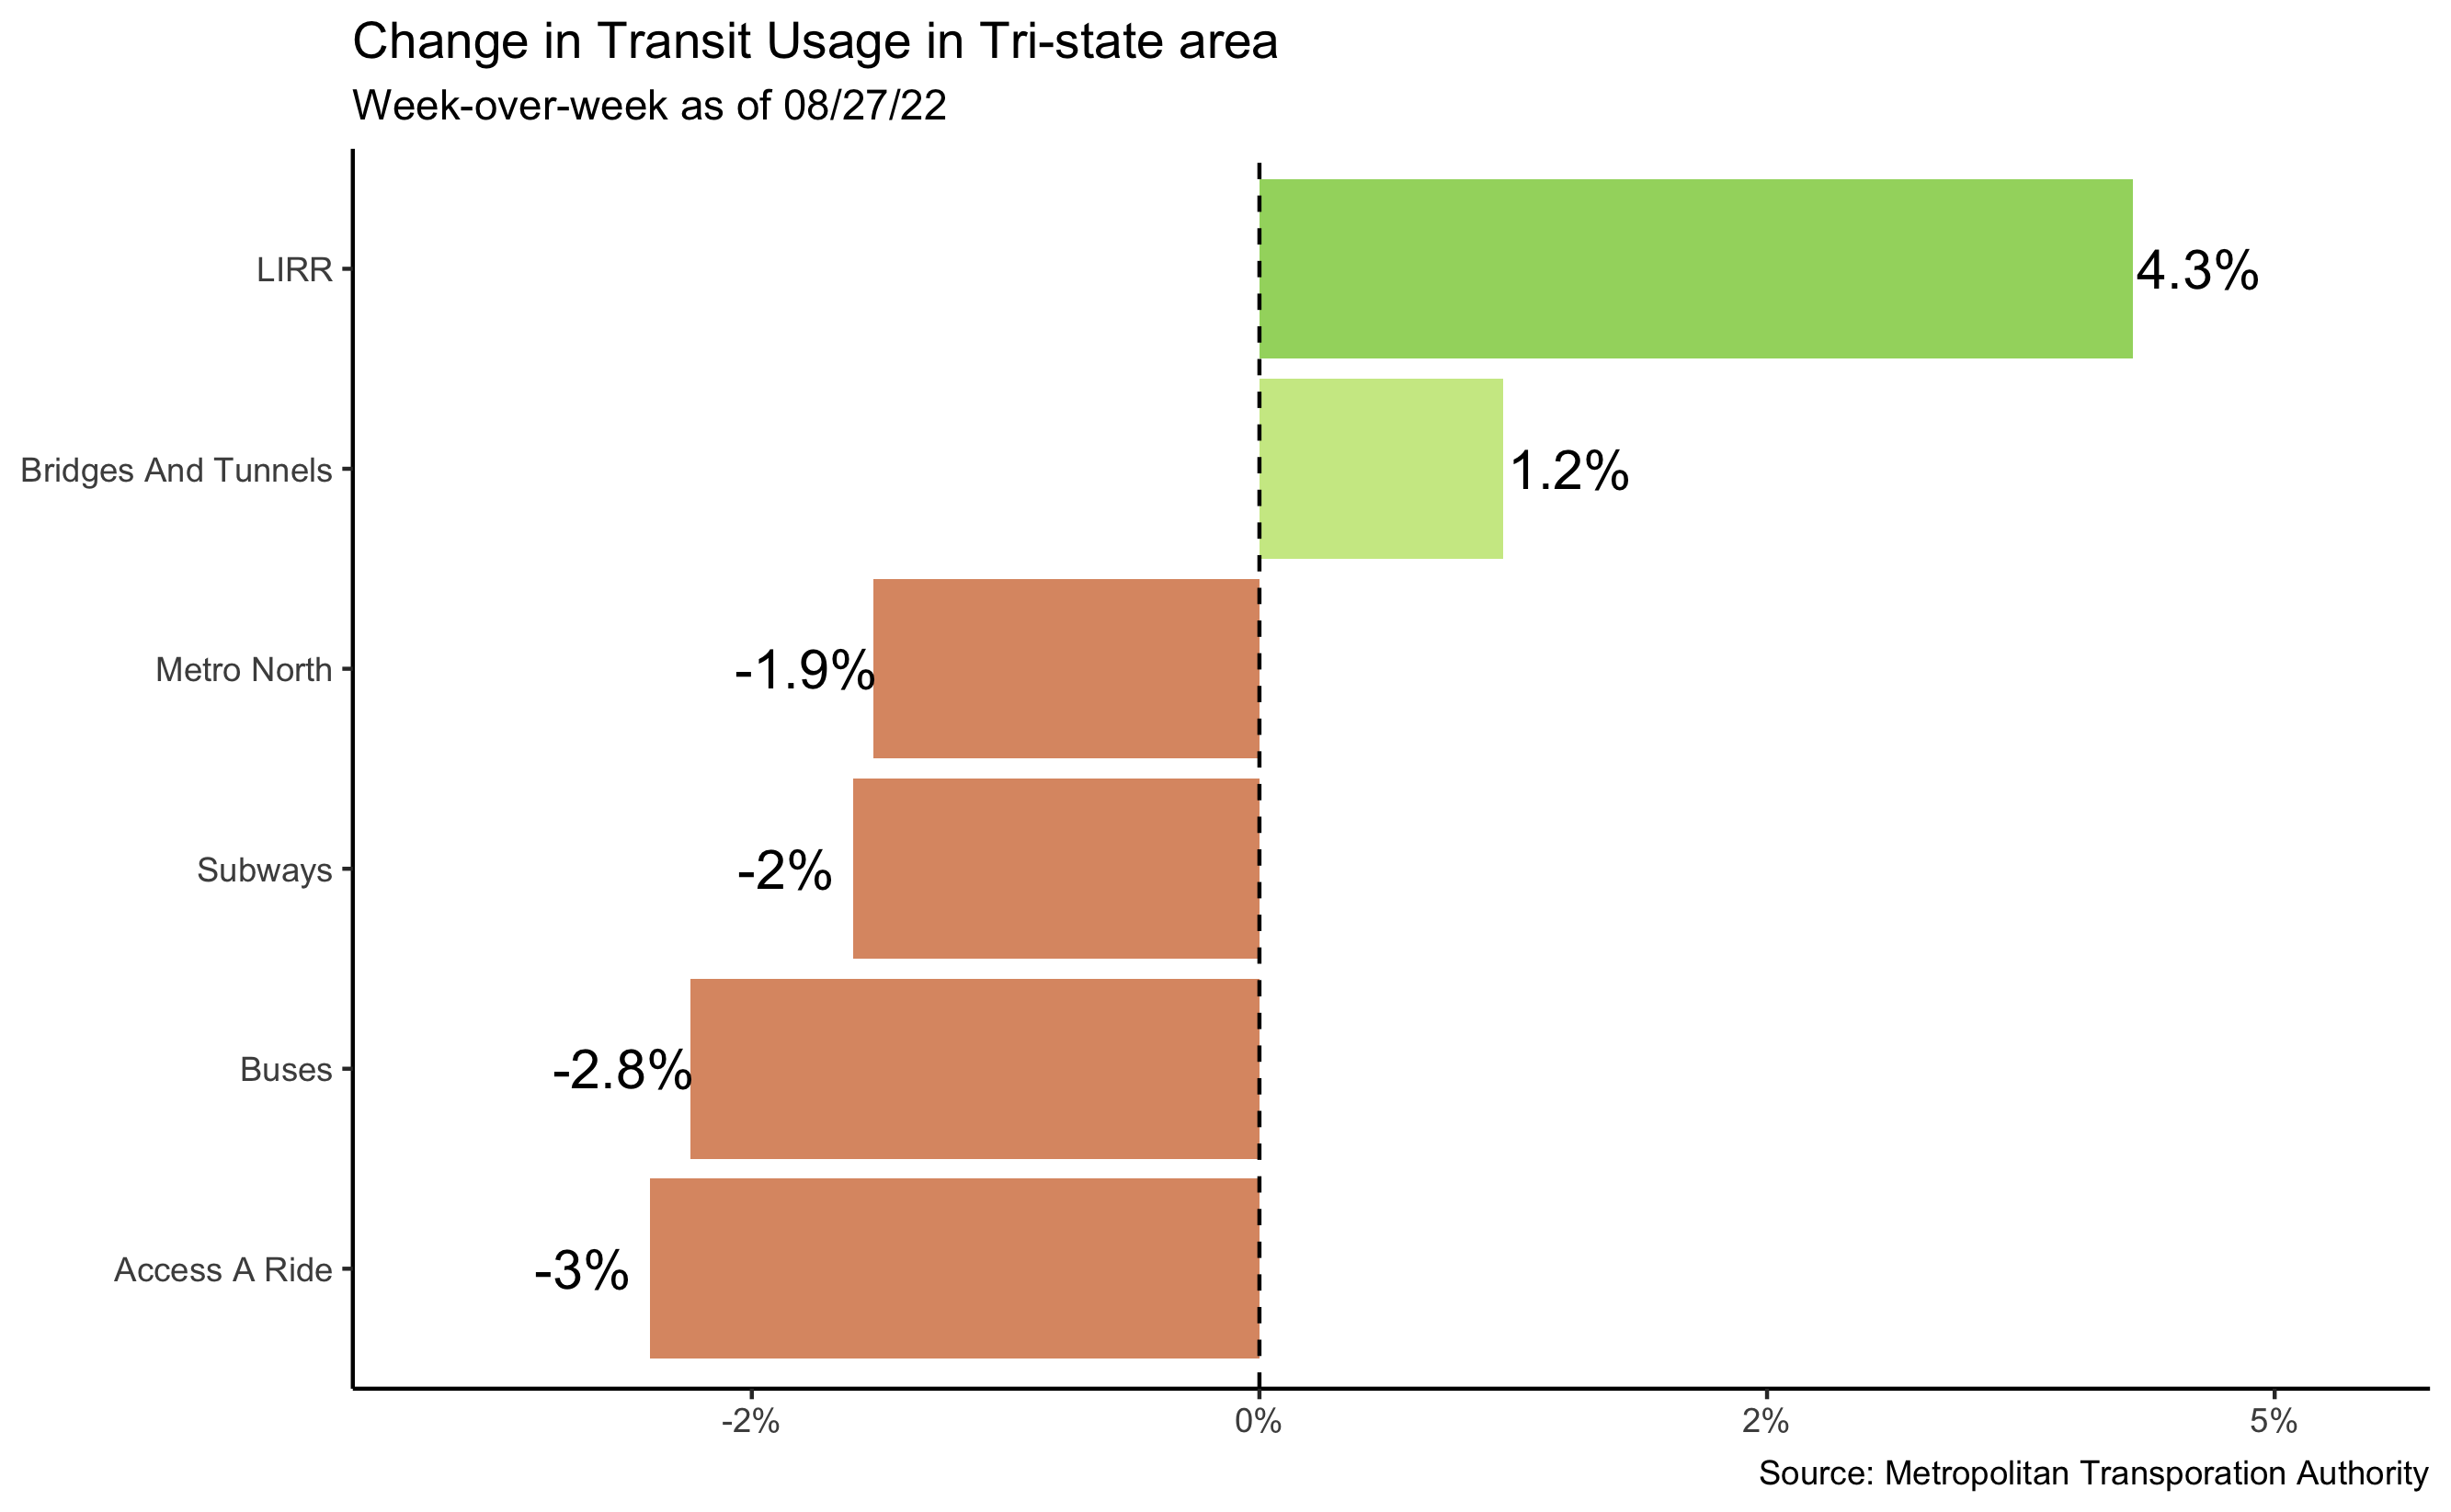 Change in Transit Usage in Tri-state area
Week-over-week as of 08/27/22
LIRR
4.3%
Bridges And Tunnels
1.2%
Metro North
-1.9%
Subways
-2%
Buses
-2.8%
Access A Ride
-3%
-2%
0%
2%
5%
Source: Metropolitan Transporation Authority